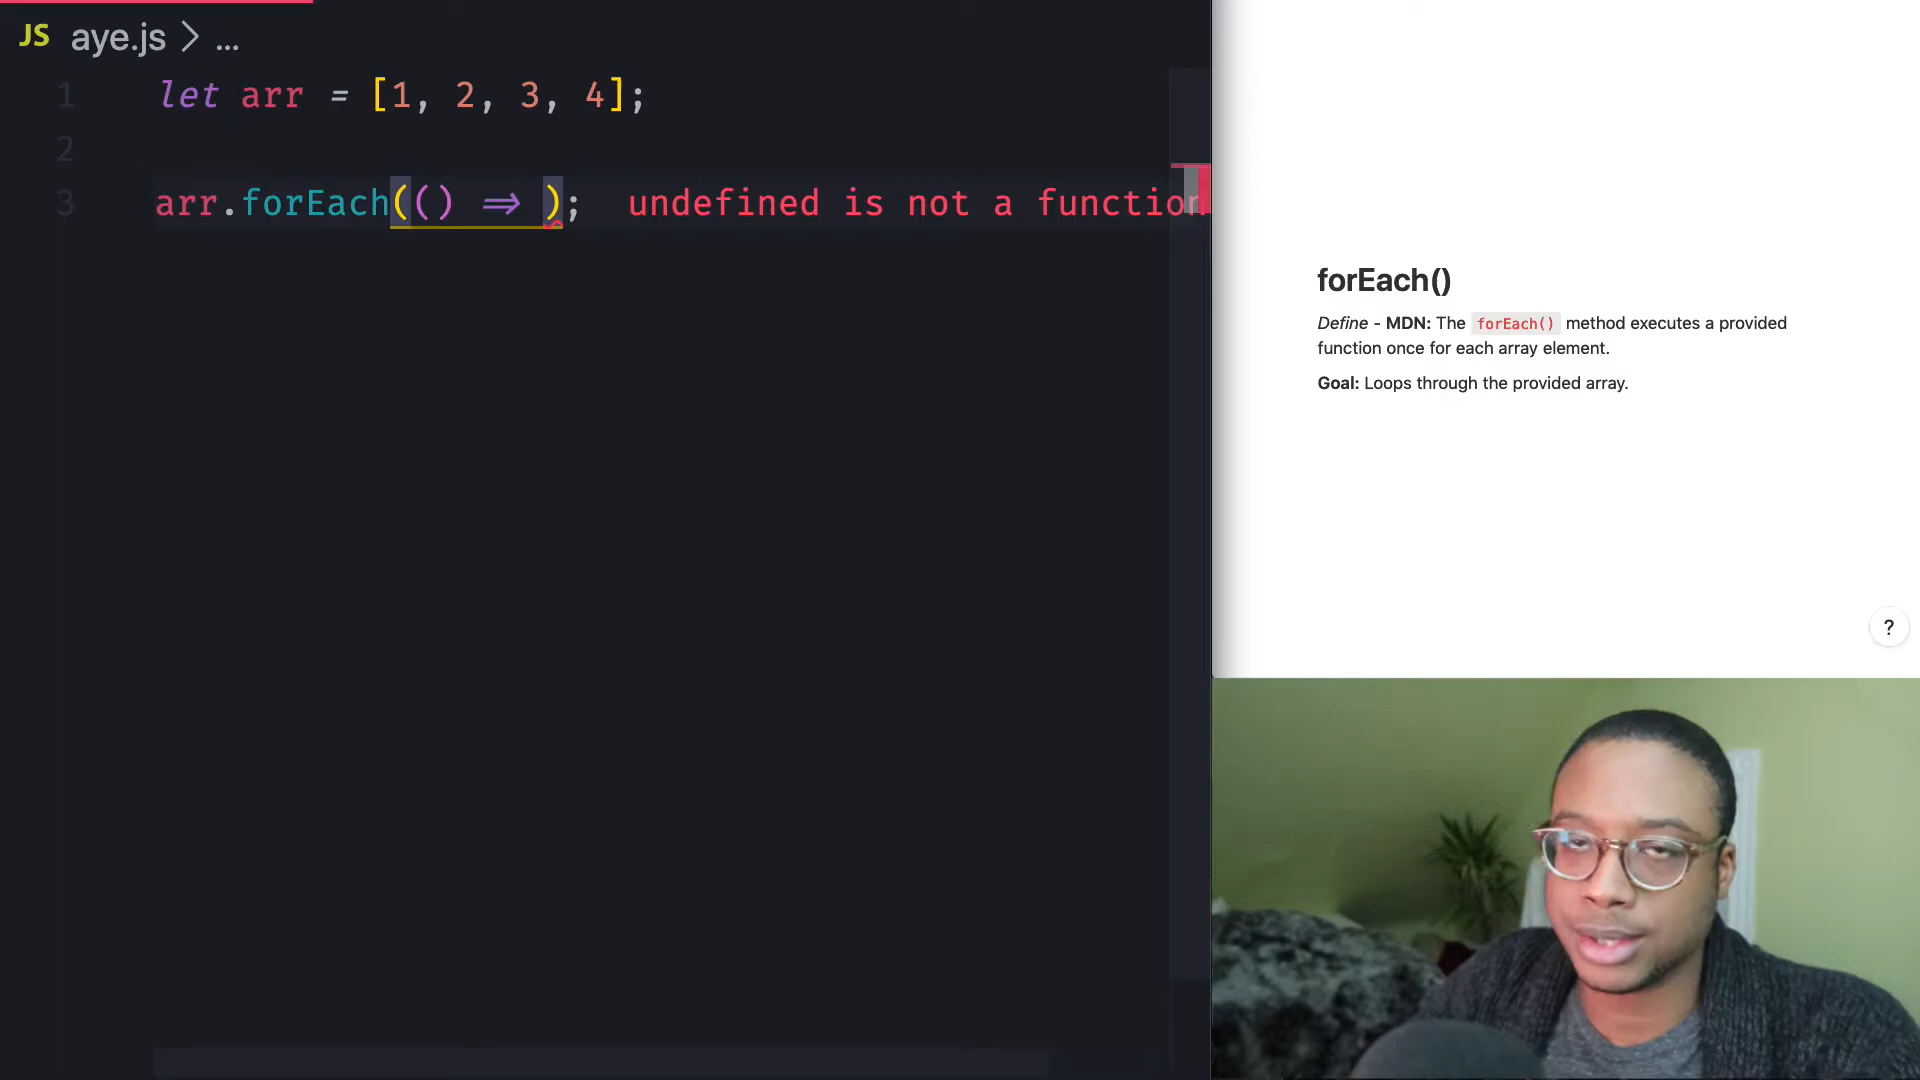 JS aye.js > ...
1 let arr = [1, 2, 3, 4];
2
3 arr.forEach(() => ); undefined is not a function
forEach()
Define - MDN: The forEach() method executes a provided
function once for each array element.
Goal: Loops through the provided array.
?